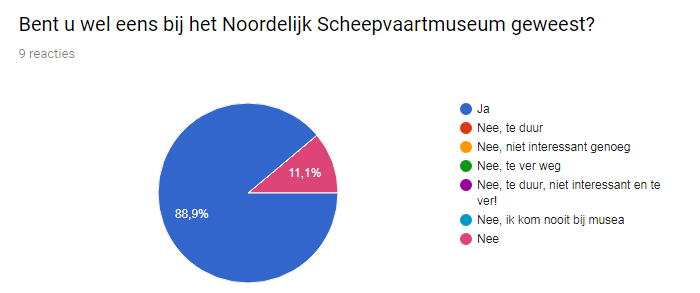 Bent u wel eens bij het Noordelijk Scheepvaartmuseum geweest?
9 reacties
Ja
Nee, te duur
Nee, niet interessant genoeg
Nee, te ver weg
Nee, te duur, niet interessant en te
ver!
Nee, ik kom nooit bij musea
Nee
11,1%
88,9%